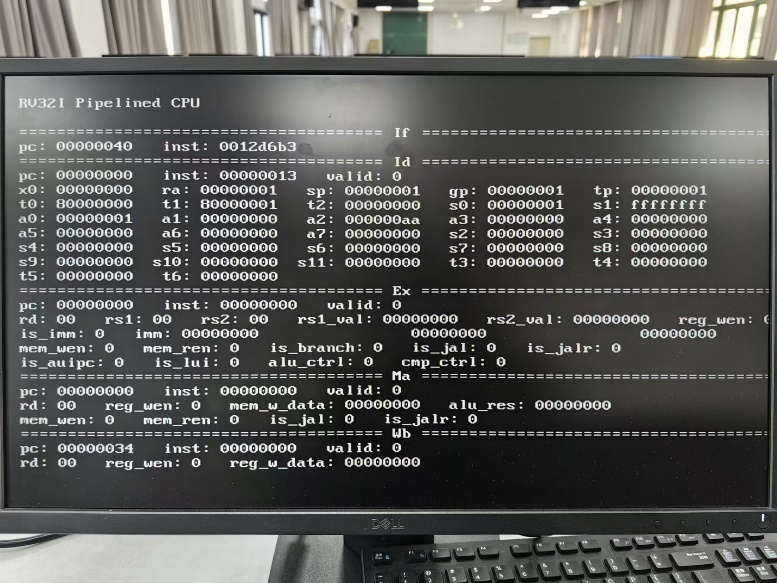 RV32I Pipelined CPU
====================================== If ======================================
pc: 00000040 inst: 0012d6b3
====================================== Id ======================================
pc: 00000000 inst: 00000013 valid: 0
x0: 00000000 ra: 00000001 sp: 00000001 gp: 00000001 tp: 00000001
t0: 80000000 t1: 80000001 t2: 00000000 s0: 00000001 s1: ffffffff
a0: 00000001 a1: 00000000 a2: 000000aa a3: 00000000 a4: 00000000
a5: 00000000 a6: 00000000 a7: 00000000 s2: 00000000 s3: 00000000
s4: 00000000 s5: 00000000 s6: 00000000 s7: 00000000 s8: 00000000
s9: 00000000 s10: 00000000 s11: 00000000 t3: 00000000 t4: 00000000
t5: 00000000 t6: 00000000
====================================== Ex ======================================
pc: 00000000 inst: 00000000 valid: 0
rd: 00 rs1: 00 rs2: 00 rs1_val: 00000000 rs2_val: 00000000 reg_wen: 0
is_imm: 0 imm: 00000000 00000000 00000000
mem_wen: 0 mem_ren: 0 is_branch: 0 is_jal: 0 is_jalr: 0
is_auipc: 0 is_lui: 0 alu_ctrl: 0 cmp_ctrl: 0
====================================== Ma ======================================
pc: 00000000 inst: 00000000 valid: 0
rd: 00 reg_wen: 0 mem_w_data: 00000000 alu_res: 00000000
mem_wen: 0 mem_ren: 0 is_jal: 0 is_jalr: 0
====================================== Wb ======================================
pc: 00000034 inst: 00000000 valid: 0
rd: 00 reg_wen: 0 reg_w_data: 00000000
DELL